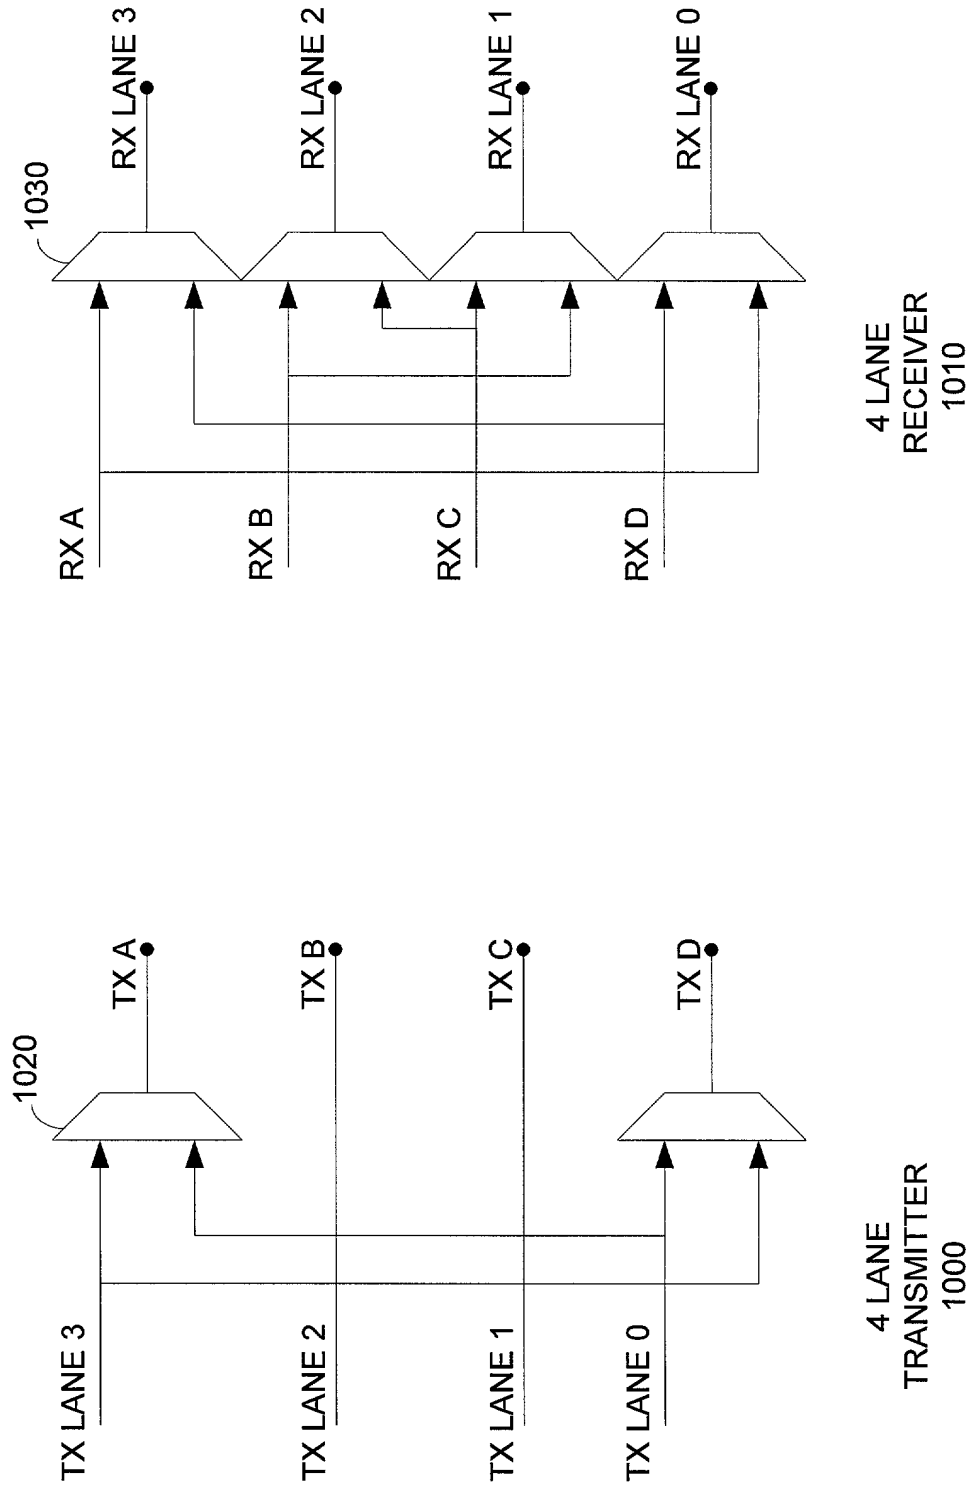 TX LANE 3
TX LANE 2
TX LANE 1
TX LANE 0
1020
TX A
TX B
TX C
TX D
4 LANE
TRANSMITTER
1000
RX A
RX B
RX C
RX D
1030
RX LANE 3
RX LANE 2
RX LANE 1
RX LANE 0
4 LANE
RECEIVER
1010